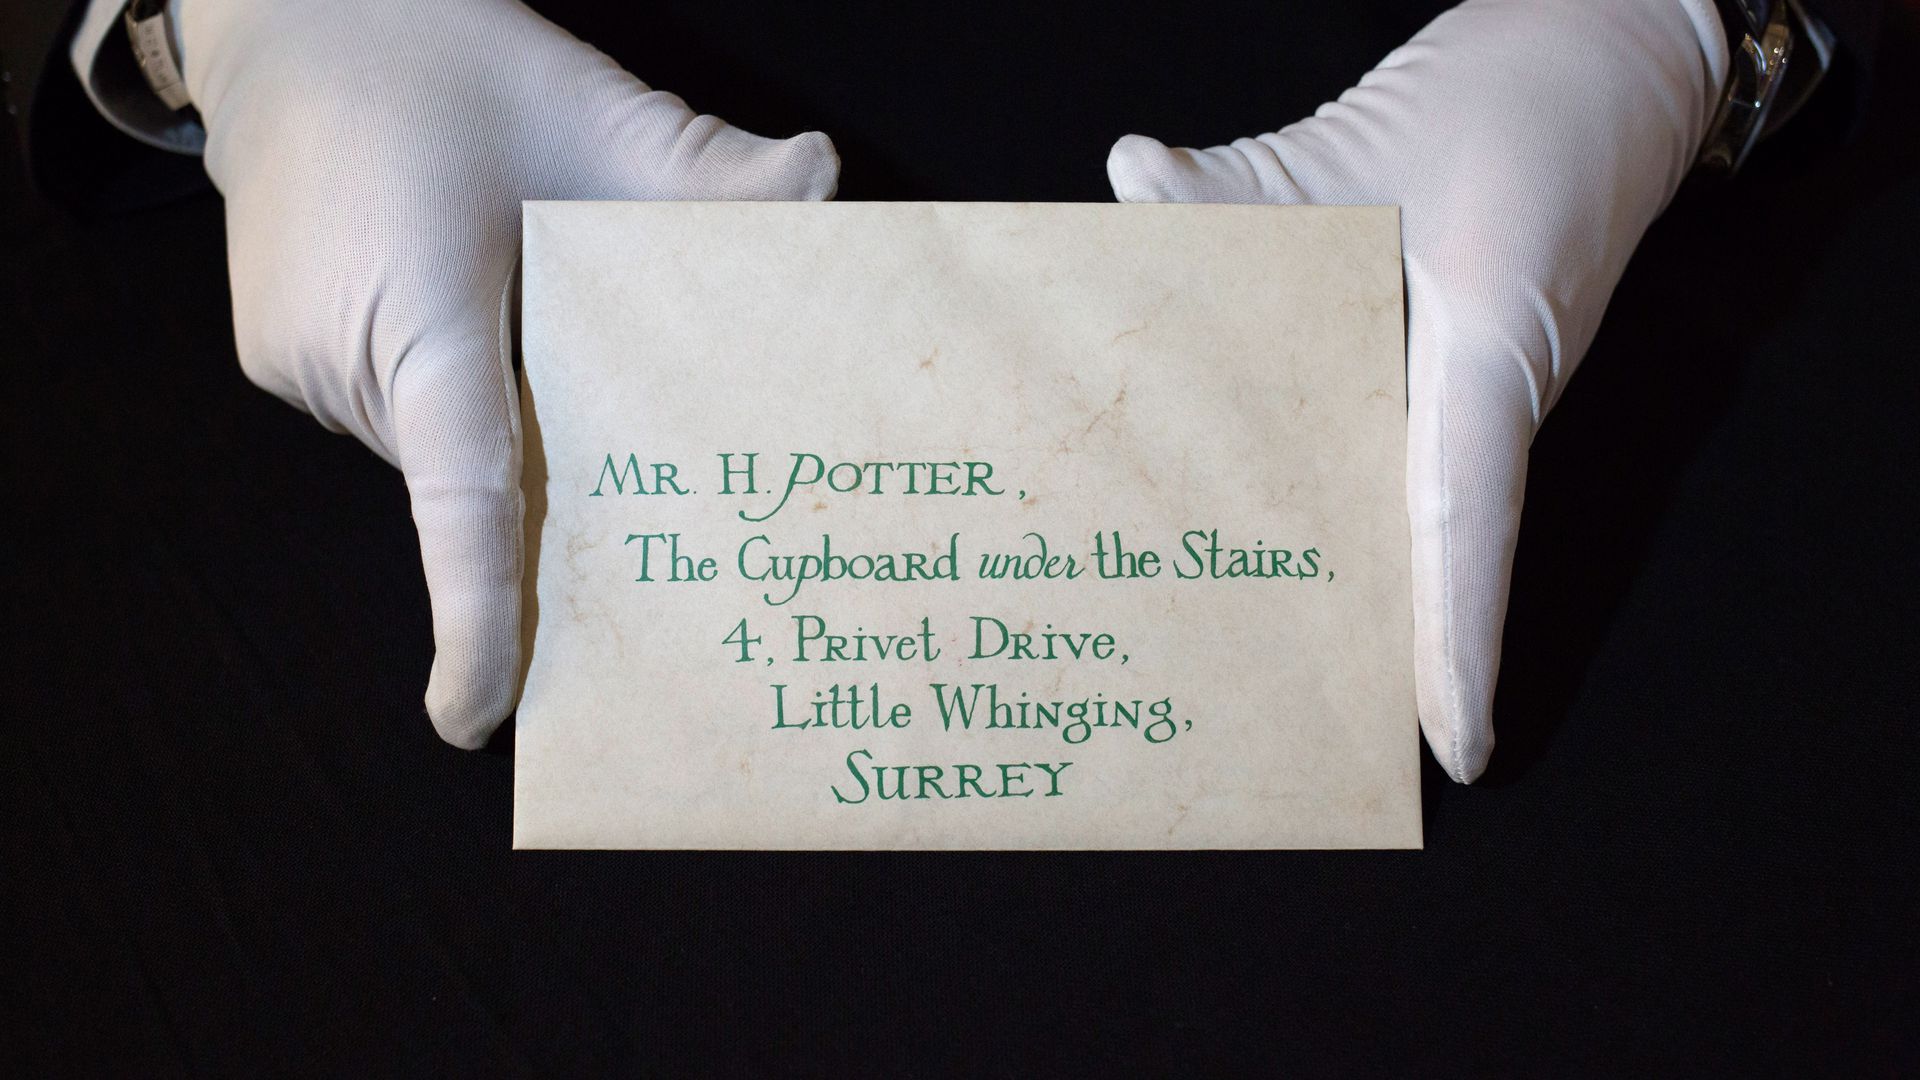 Mr. H. Potter,
The Cupboard under the Stairs,
4, Privet Drive,
Little Whinging,
SURREY